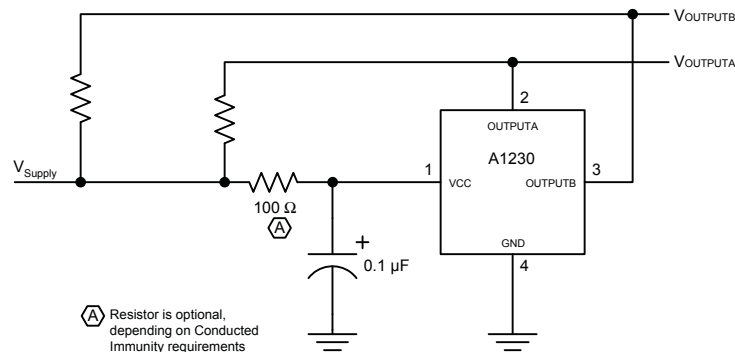 VOUTPUTB
VOUTPUTA
2
OUTPUTA
A1230
VSupply
1
3
VCC
OUTPUTB
100 Ω
A
+
GND
0.1 µF
4
A Resistor is optional,
depending on Conducted
Immunity requirements